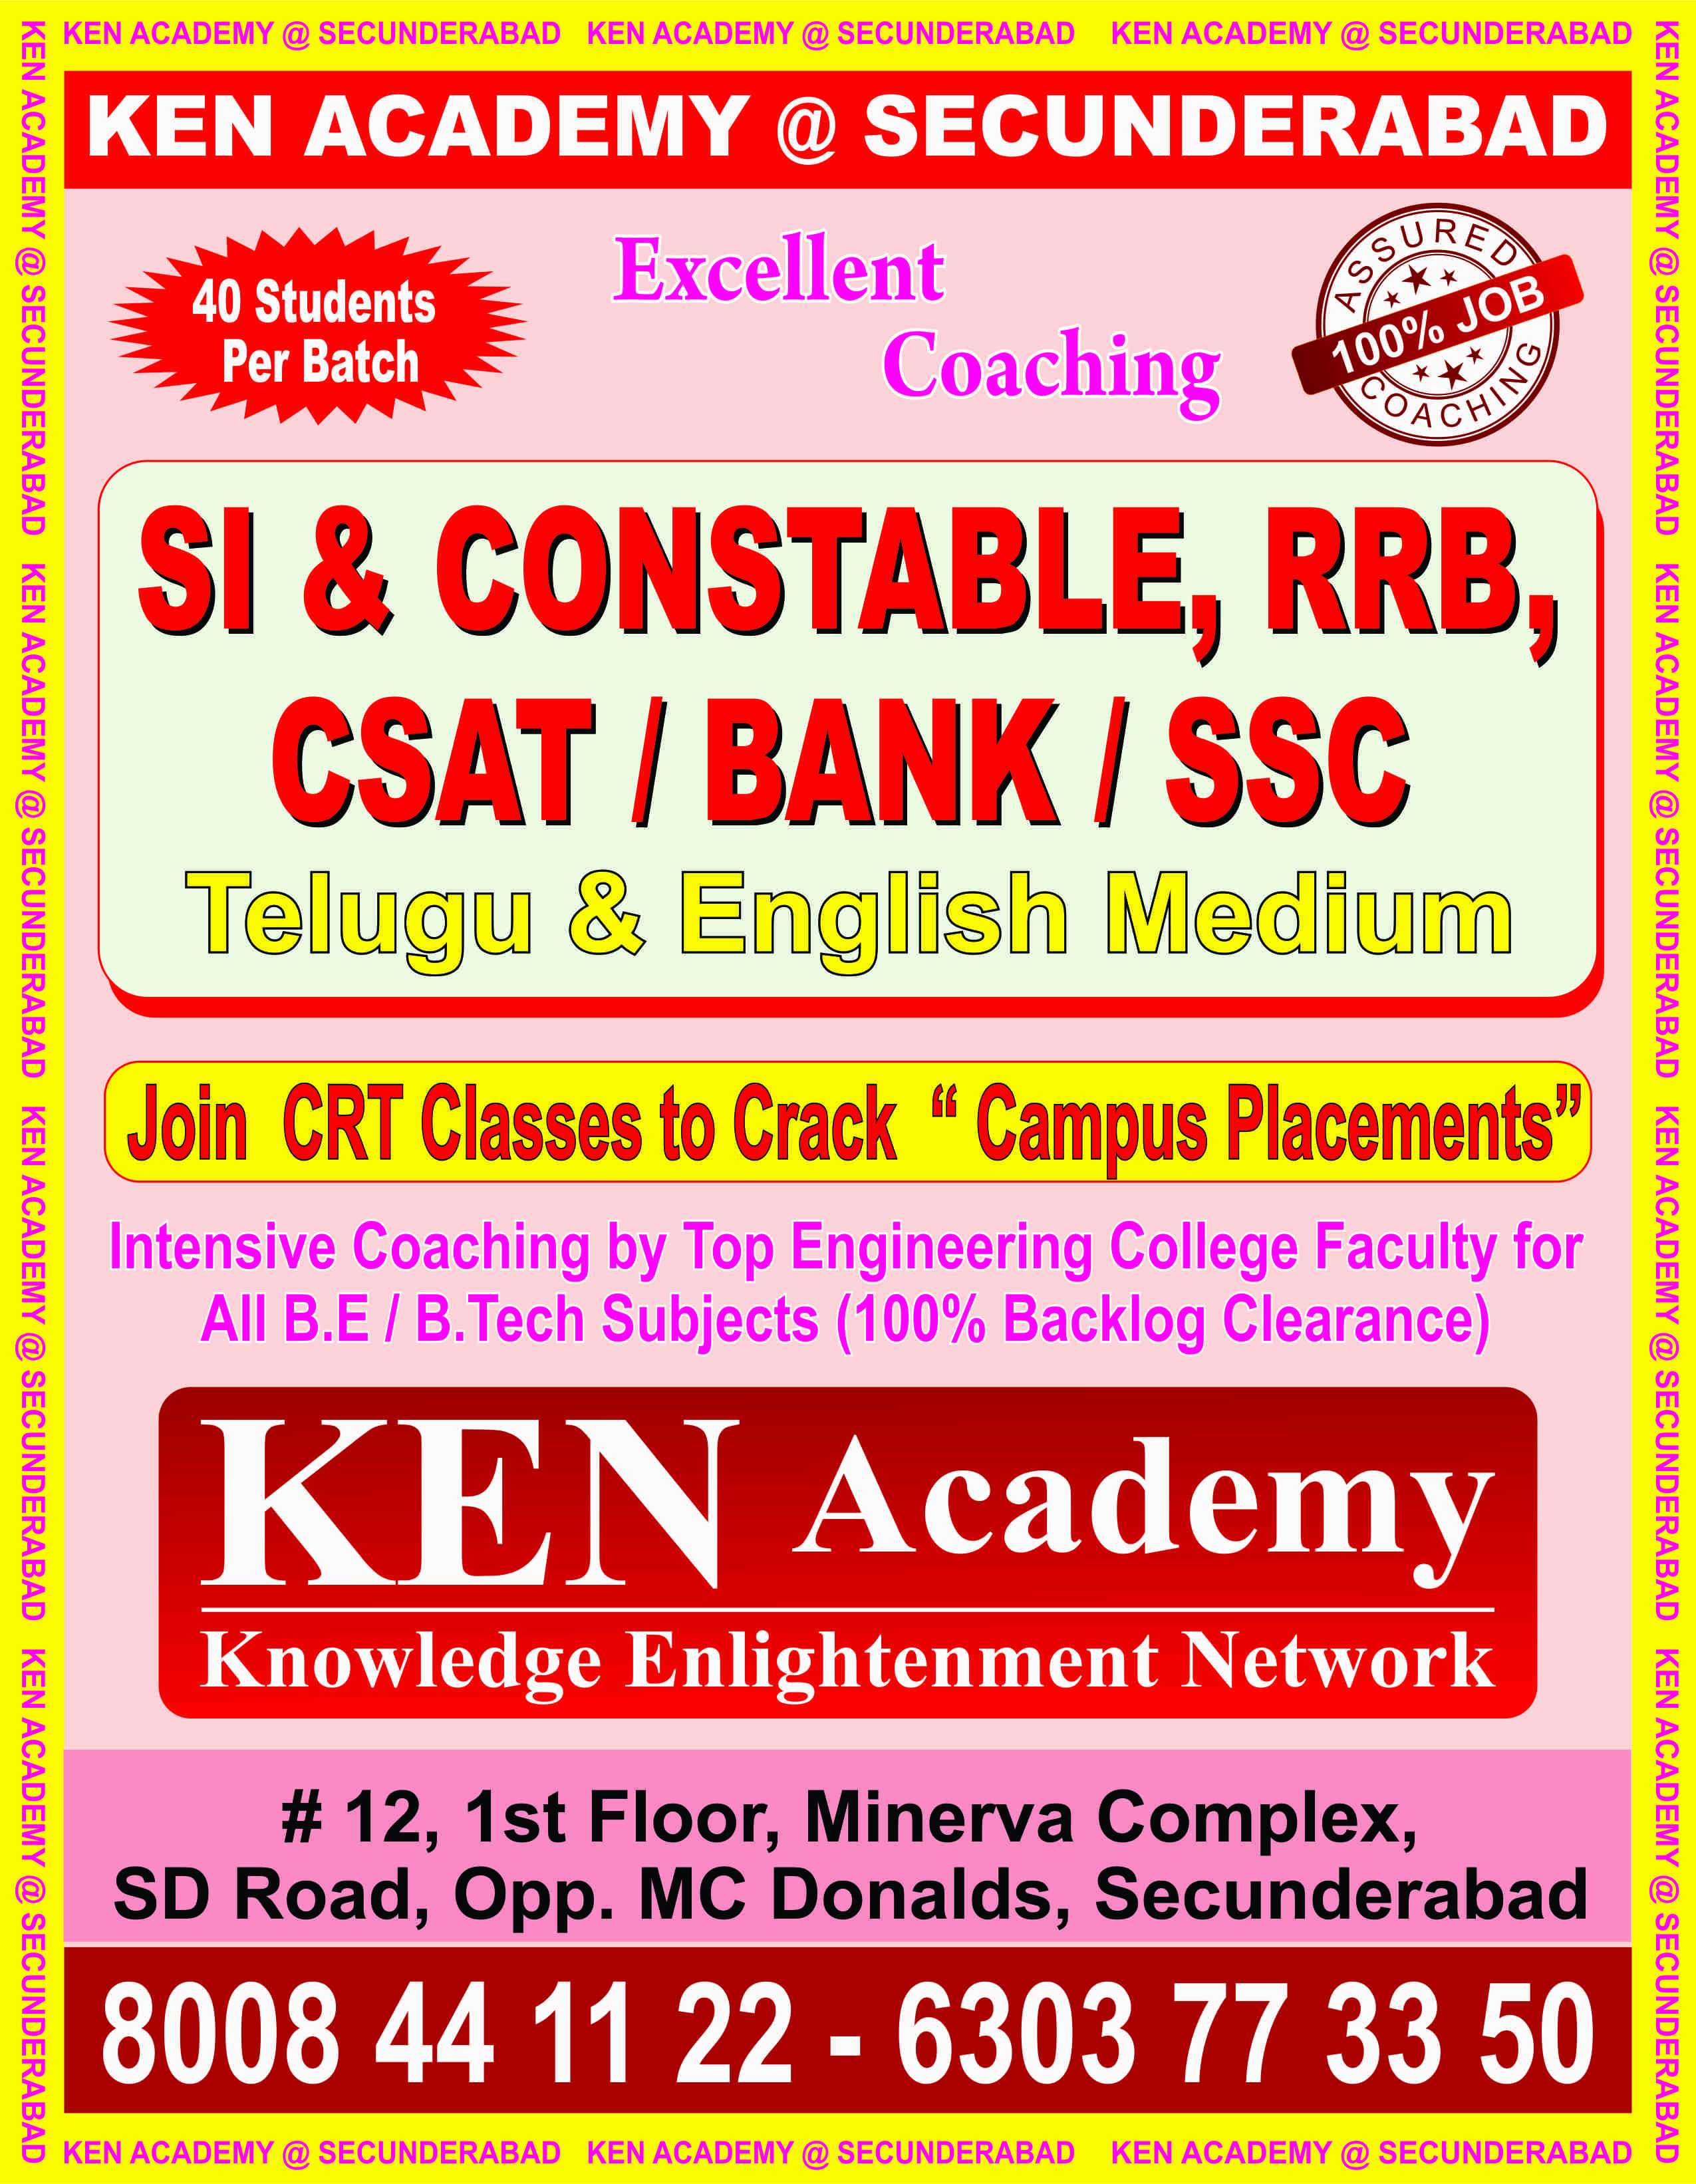 KEN ACADEMY @ SECUNDERABAD KEN ACADEMY @ SECUNDERABAD KEN ACADEMY @ SECUNDERABAD
KEN ACADEMY @ SECUNDERABAD KEN ACADEMY @ SECUNDERABAD KEN ACADEMY @ SECUNDERABAD KEN ACADEMY @ SECUNDERABAD
KEN ACADEMY @ SECUNDERABAD KEN ACADEMY @ SECUNDERABAD KEN ACADEMY @ SECUNDERABAD KEN ACADEMY @ SECUNDERABAD
KEN ACADEMY @ SECUNDERABAD
40 Students
Per Batch
Excellent
Coaching
ASSURED
100% JOB
COACHING
SI & CONSTABLE, RRB,
CSAT / BANK / SSC
Telugu & English Medium
Join CRT Classes to Crack “ Campus Placements”
Intensive Coaching by Top Engineering College Faculty for
All B.E / B.Tech Subjects (100% Backlog Clearance)
KEN Academy
Knowledge Enlightenment Network
# 12, 1st Floor, Minerva Complex,
SD Road, Opp. MC Donalds, Secunderabad
8008 44 11 22 - 6303 77 33 50
KEN ACADEMY @ SECUNDERABAD KEN ACADEMY @ SECUNDERABAD KEN ACADEMY @ SECUNDERABAD